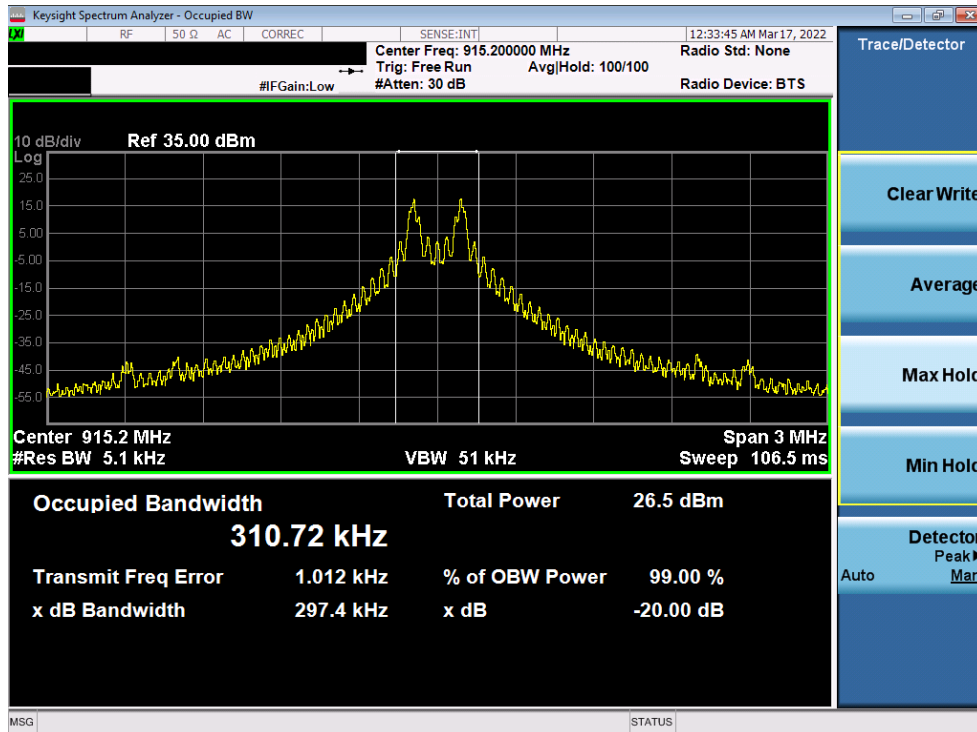 Keysight Spectrum Analyzer - Occupied BW
LXI RF 50 Ω AC CORREC SENSE:INT 12:33:45 AM Mar 17, 2022
Center Freq: 915.200000 MHz Radio Std: None
Trig: Free Run Avg|Hold: 100/100
#IFGain:Low #Atten: 30 dB Radio Device: BTS
Trace/Detector
10 dB/div Ref 35.00 dBm
Log
25.0
15.0
5.00
-5.00
-15.0
-25.0
-35.0
-45.0
-55.0
Center 915.2 MHz Span 3 MHz
#Res BW 5.1 kHz VBW 51 kHz Sweep 106.5 ms
Occupied Bandwidth Total Power 26.5 dBm
310.72 kHz
Transmit Freq Error 1.012 kHz % of OBW Power 99.00 %
x dB Bandwidth 297.4 kHz x dB -20.00 dB
Clear Write
Average
Max Hold
Min Hold
Detector
Peak
Auto Man
MSG STATUS